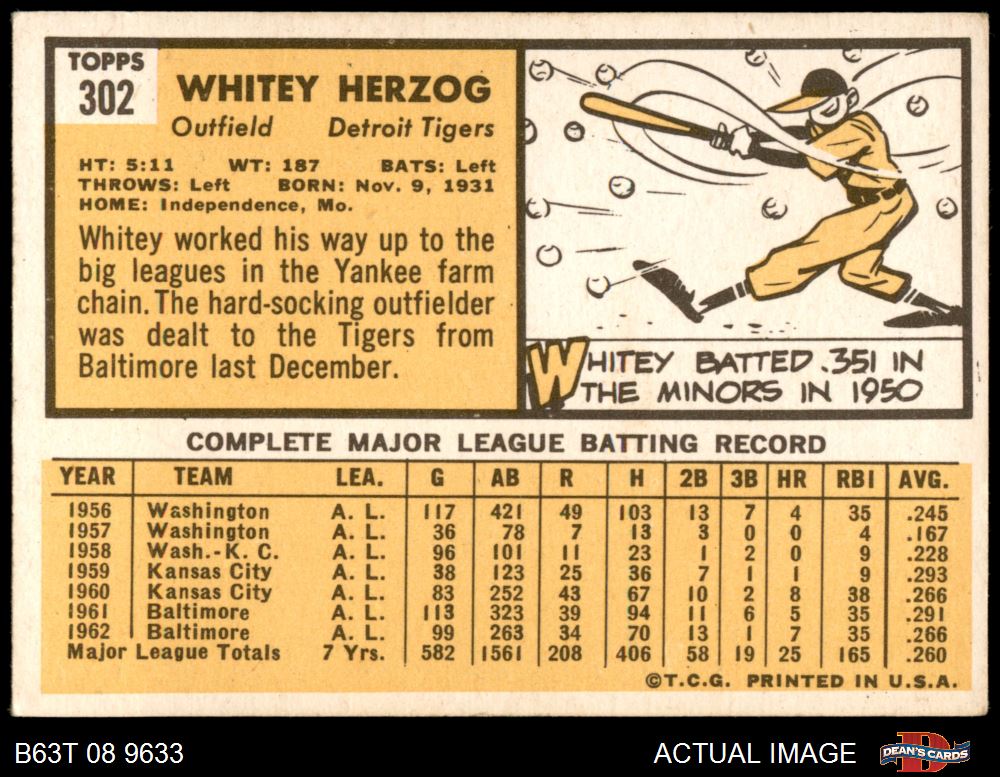 TOPPS
302
WHITEY HERZOG
Outfield Detroit Tigers
HT: 5:11 WT: 187 BATS: Left
THROWS: Left BORN: Nov. 9, 1931
HOME: Independence, Mo.
Whitey worked his way up to the
big leagues in the Yankee farm
chain. The hard-socking outfielder
was dealt to the Tigers from
Baltimore last December.
WHITEY BATTED .351 IN
THE MINORS IN 1950
COMPLETE MAJOR LEAGUE BATTING RECORD
YEAR TEAM LEA. G AB R H 2B 3B HR RBI AVG.
1956 Washington A. L. 117 421 49 103 13 7 4 35 .245
1957 Washington A. L. 36 78 7 13 3 0 0 4 .167
1958 Wash.-K. C. A. L. 96 101 11 23 1 2 0 9 .228
1959 Kansas City A. L. 38 123 25 36 7 1 1 9 .293
1960 Kansas City A. L. 83 252 43 67 10 2 8 38 .266
1961 Baltimore A. L. 113 323 39 94 11 6 5 35 .291
1962 Baltimore A. L. 99 263 34 70 13 1 7 35 .266
Major League Totals 7 Yrs. 582 1561 208 406 58 19 25 165 .260
©T.C.G. PRINTED IN U.S.A.
B63T 08 9633 ACTUAL IMAGE DEAN'S CARDS